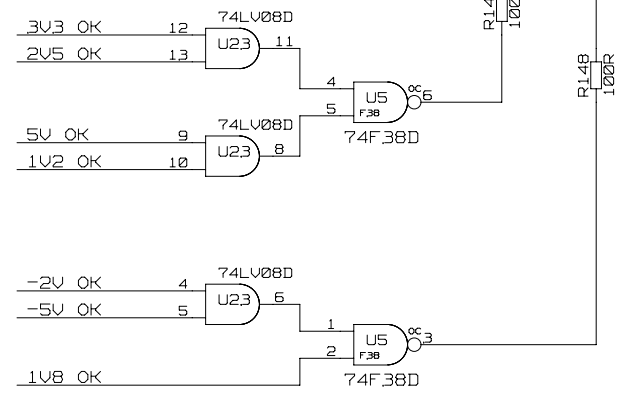 74LV08D
3V3 OK 12
U23 11
2V5 OK 13
R14
100
4
U5 OC 6
F38
5
74F38D
R148
100R
74LV08D
5V OK 9
U23 8
1V2 OK 10
74LV08D
-2V OK 4
U23 6
-5V OK 5
1
U5 OC 3
F38
2
74F38D
1V8 OK